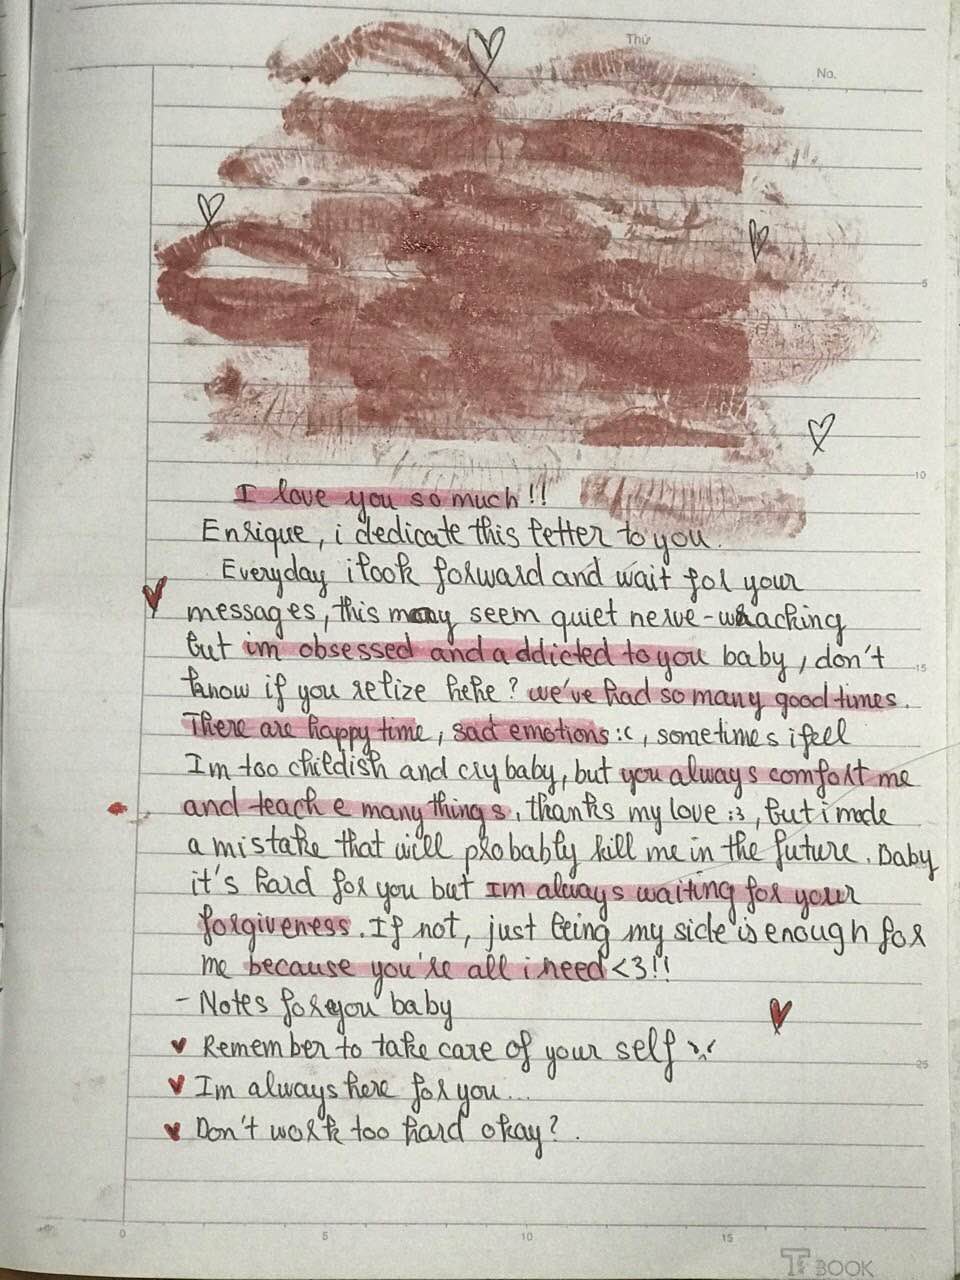 Thứ
No.
5
10
I love you so much!!
Enrique, i dedicate this letter to you.
Everyday i look forward and wait for your
messages, this may seem quiet nerve-wraching
but im obsessed and addicted to you baby, don't
15
know if you relize hehe? we've had so many good times.
There are happy time, sad emotions :c, sometimes i feel
Im too childish and cry baby, but you always comfort me
and teach e many things, thanks my love :3, but i made
a mistake that will probably kill me in the future. Baby
it's hard for you but Im always waiting for your
forgiveness. If not, just being my side is enough for
me because you're all i need <3!!
- Notes for you baby
Remember to take care of your self
25
Im always here for you...
Don't work too hard okay?.
0 5 10 15
BOOK